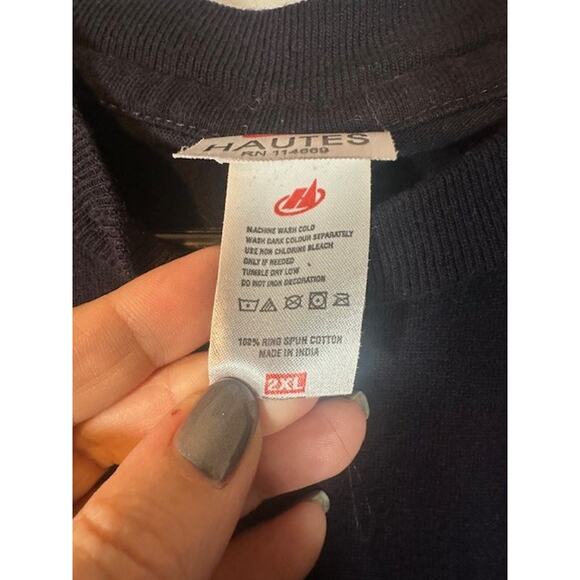 HAUTES
RN 114669
MACHINE WASH COLD
WASH DARK COLOUR SEPARATELY
USE NON CHLORINE BLEACH
ONLY IF NEEDED
TUMBLE DRY LOW
DO NOT IRON DECORATION
100% RING SPUN COTTON
MADE IN INDIA
2XL